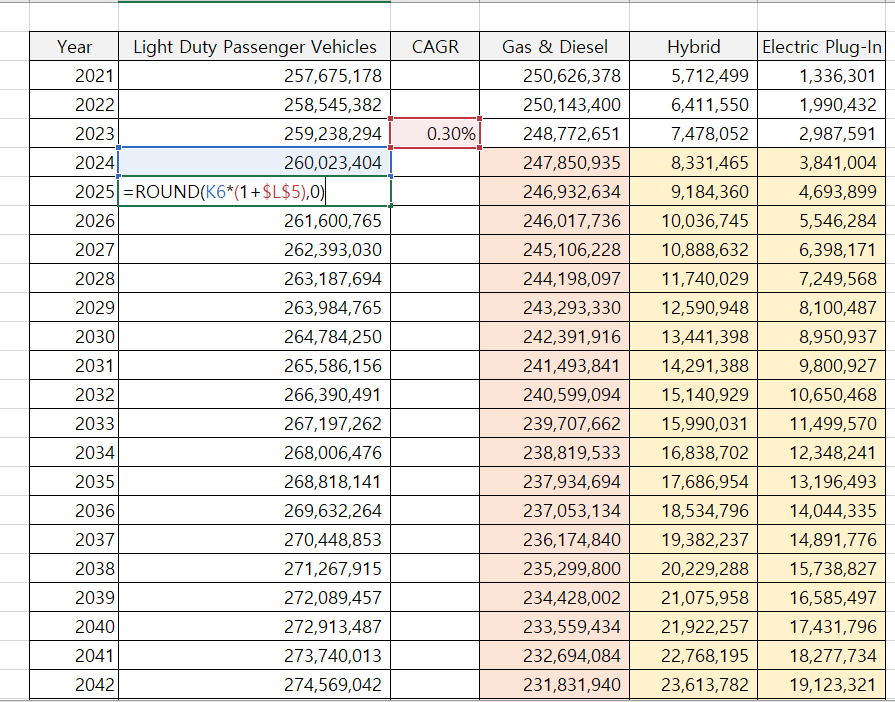 Year Light Duty Passenger Vehicles CAGR Gas & Diesel Hybrid Electric Plug-In
2021 257,675,178 250,626,378 5,712,499 1,336,301
2022 258,545,382 250,143,400 6,411,550 1,990,432
2023 259,238,294 0.30% 248,772,651 7,478,052 2,987,591
2024 260,023,404 247,850,935 8,331,465 3,841,004
2025 =ROUND(K6*(1+$L$5),0) 246,932,634 9,184,360 4,693,899
2026 261,600,765 246,017,736 10,036,745 5,546,284
2027 262,393,030 245,106,228 10,888,632 6,398,171
2028 263,187,694 244,198,097 11,740,029 7,249,568
2029 263,984,765 243,293,330 12,590,948 8,100,487
2030 264,784,250 242,391,916 13,441,398 8,950,937
2031 265,586,156 241,493,841 14,291,388 9,800,927
2032 266,390,491 240,599,094 15,140,929 10,650,468
2033 267,197,262 239,707,662 15,990,031 11,499,570
2034 268,006,476 238,819,533 16,838,702 12,348,241
2035 268,818,141 237,934,694 17,686,954 13,196,493
2036 269,632,264 237,053,134 18,534,796 14,044,335
2037 270,448,853 236,174,840 19,382,237 14,891,776
2038 271,267,915 235,299,800 20,229,288 15,738,827
2039 272,089,457 234,428,002 21,075,958 16,585,497
2040 272,913,487 233,559,434 21,922,257 17,431,796
2041 273,740,013 232,694,084 22,768,195 18,277,734
2042 274,569,042 231,831,940 23,613,782 19,123,321